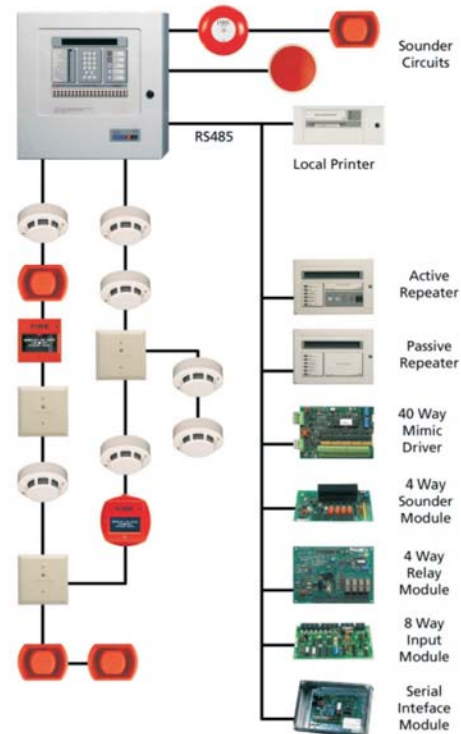 Sounder
Circuits
RS485
Local Printer
Active
Repeater
Passive
Repeater
40 Way
Mimic
Driver
4 Way
Sounder
Module
FIRE
4 Way
Relay
Module
8 Way
Input
Module
Serial
Inteface
Module